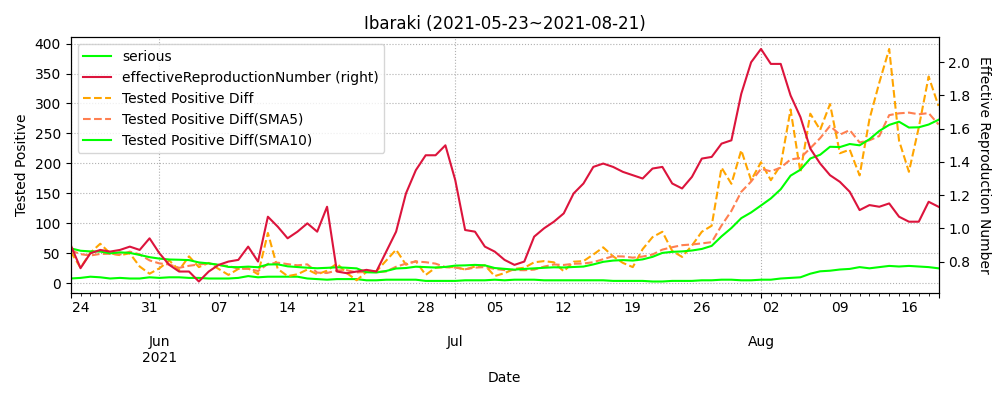 Ibaraki (2021-05-23~2021-08-21)
serious
effectiveReproductionNumber (right)
Tested Positive Diff
Tested Positive Diff(SMA5)
Tested Positive Diff(SMA10)
Tested Positive
400
350
300
250
200
150
100
50
0
2.0
1.8
1.6
1.4
1.2
1.0
0.8
Effective Reproduction Number
24 31 07 14 21 28 05 12 19 26 02 09 16
Jun Jul Aug
2021
Date